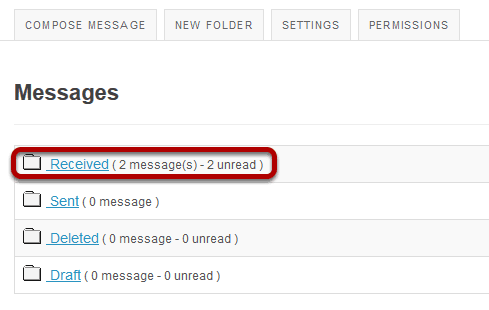 COMPOSE MESSAGE NEW FOLDER SETTINGS PERMISSIONS
Messages
Received ( 2 message(s) - 2 unread )
Sent ( 0 message )
Deleted ( 0 message - 0 unread )
Draft ( 0 message - 0 unread )